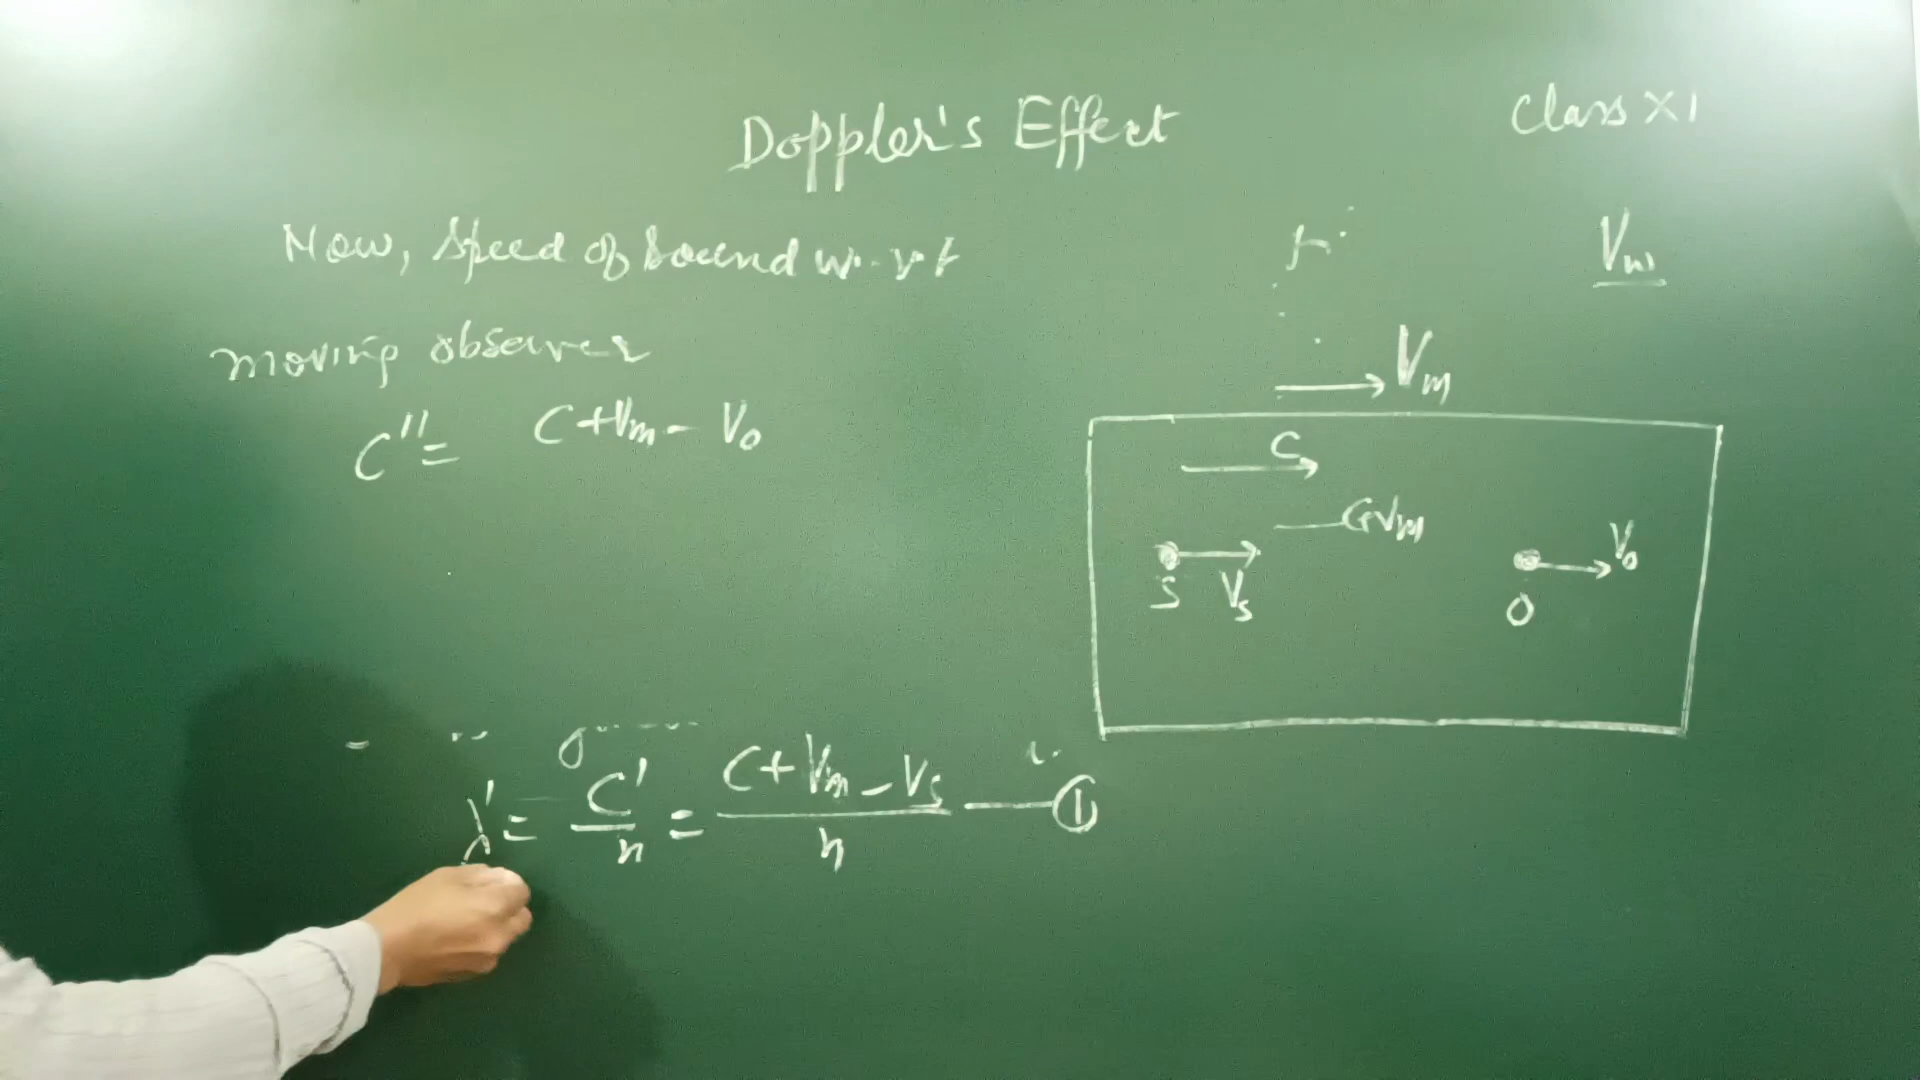 Doppler's Effect
Class XI
Now, Speed of Sound w.r.t
moving observer
C'' = C+Vm - Vo
Vw
Vm
C
Vm
S Vs
O Vo
λ' = C'/n = C+Vm-Vs/n —①